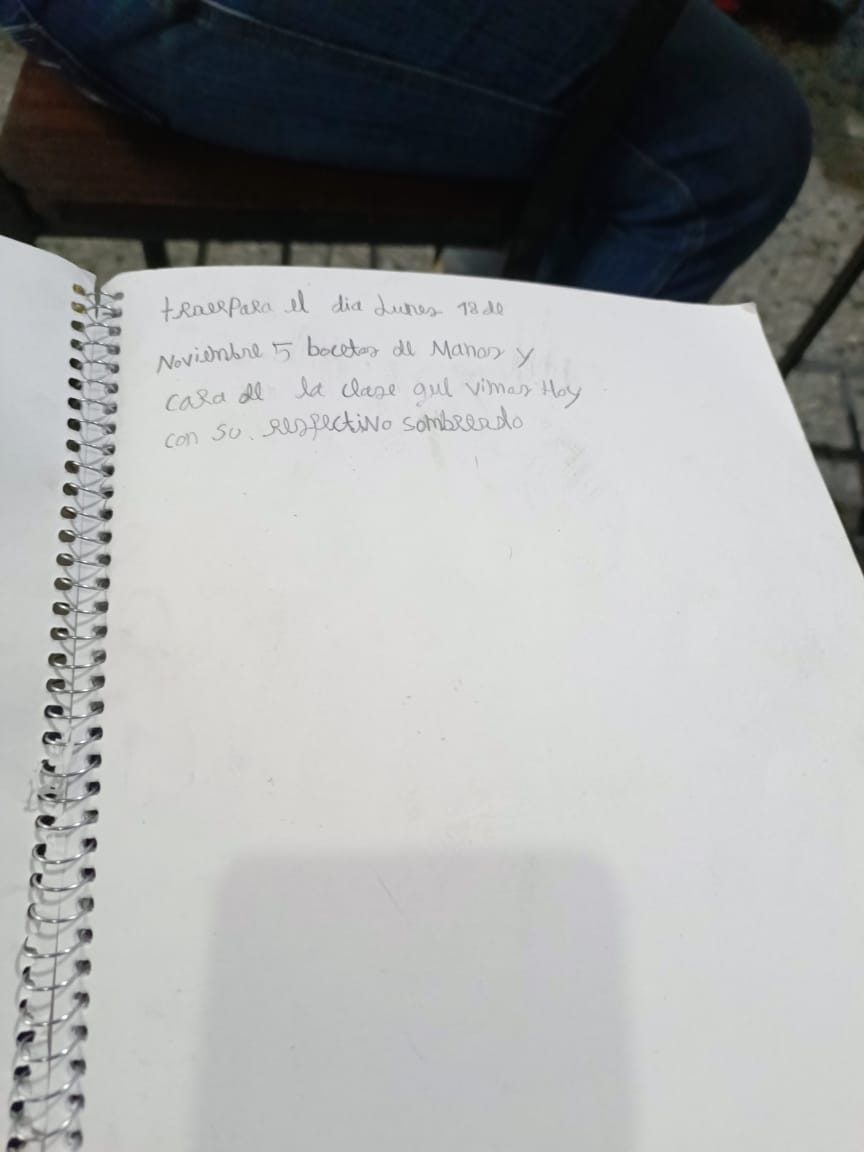 traerpara el dia Lunes 18 de
Noviembre 5 bocetos de Manos y
cara de la clase que vimos Hoy
con su respectivo sombreado